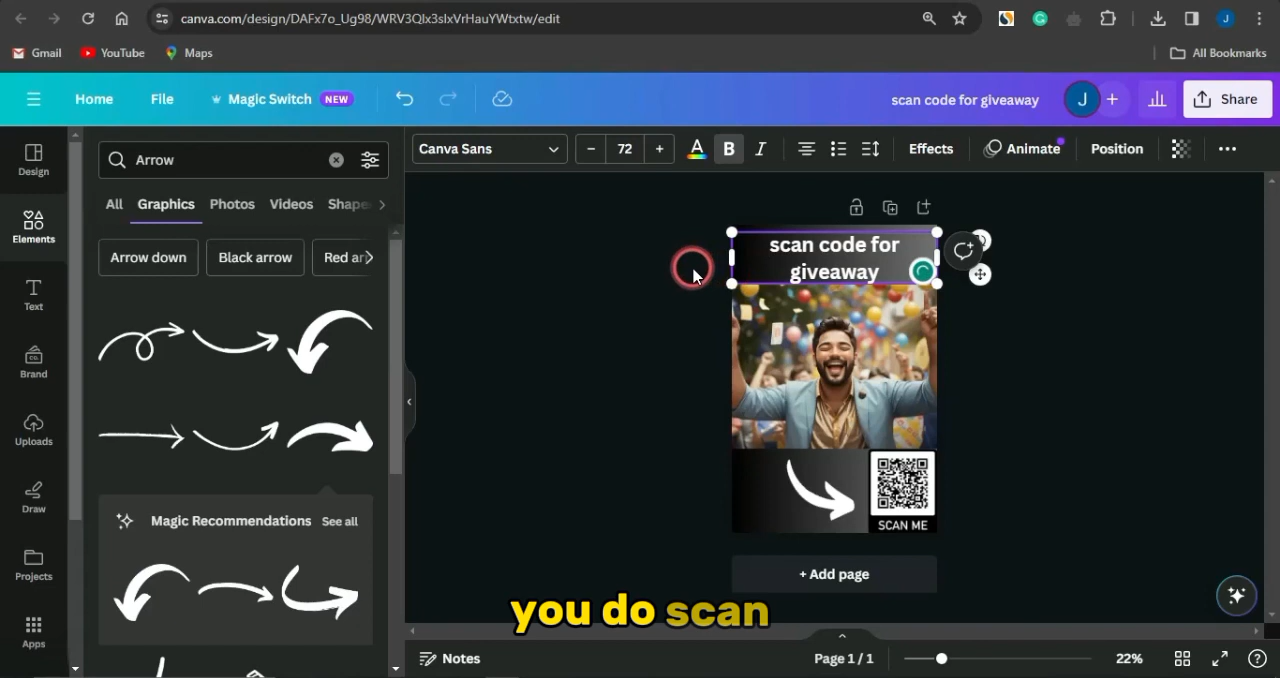 canva.com/design/DAFx7o_Ug98/WRV3QIx3sIxVrHauYWtxtw/edit
Gmail
YouTube
Maps
All Bookmarks
Home
File
Magic Switch
NEW
scan code for giveaway
J
Share
Design
Elements
Text
Brand
Uploads
Draw
Projects
Apps
Arrow
All
Graphics
Photos
Videos
Shape
Arrow down
Black arrow
Red ar
Magic Recommendations
See all
Canva Sans
72
A
B
I
Effects
Animate
Position
scan code for
giveaway
SCAN ME
+ Add page
you do scan
Notes
Page 1 / 1
22%